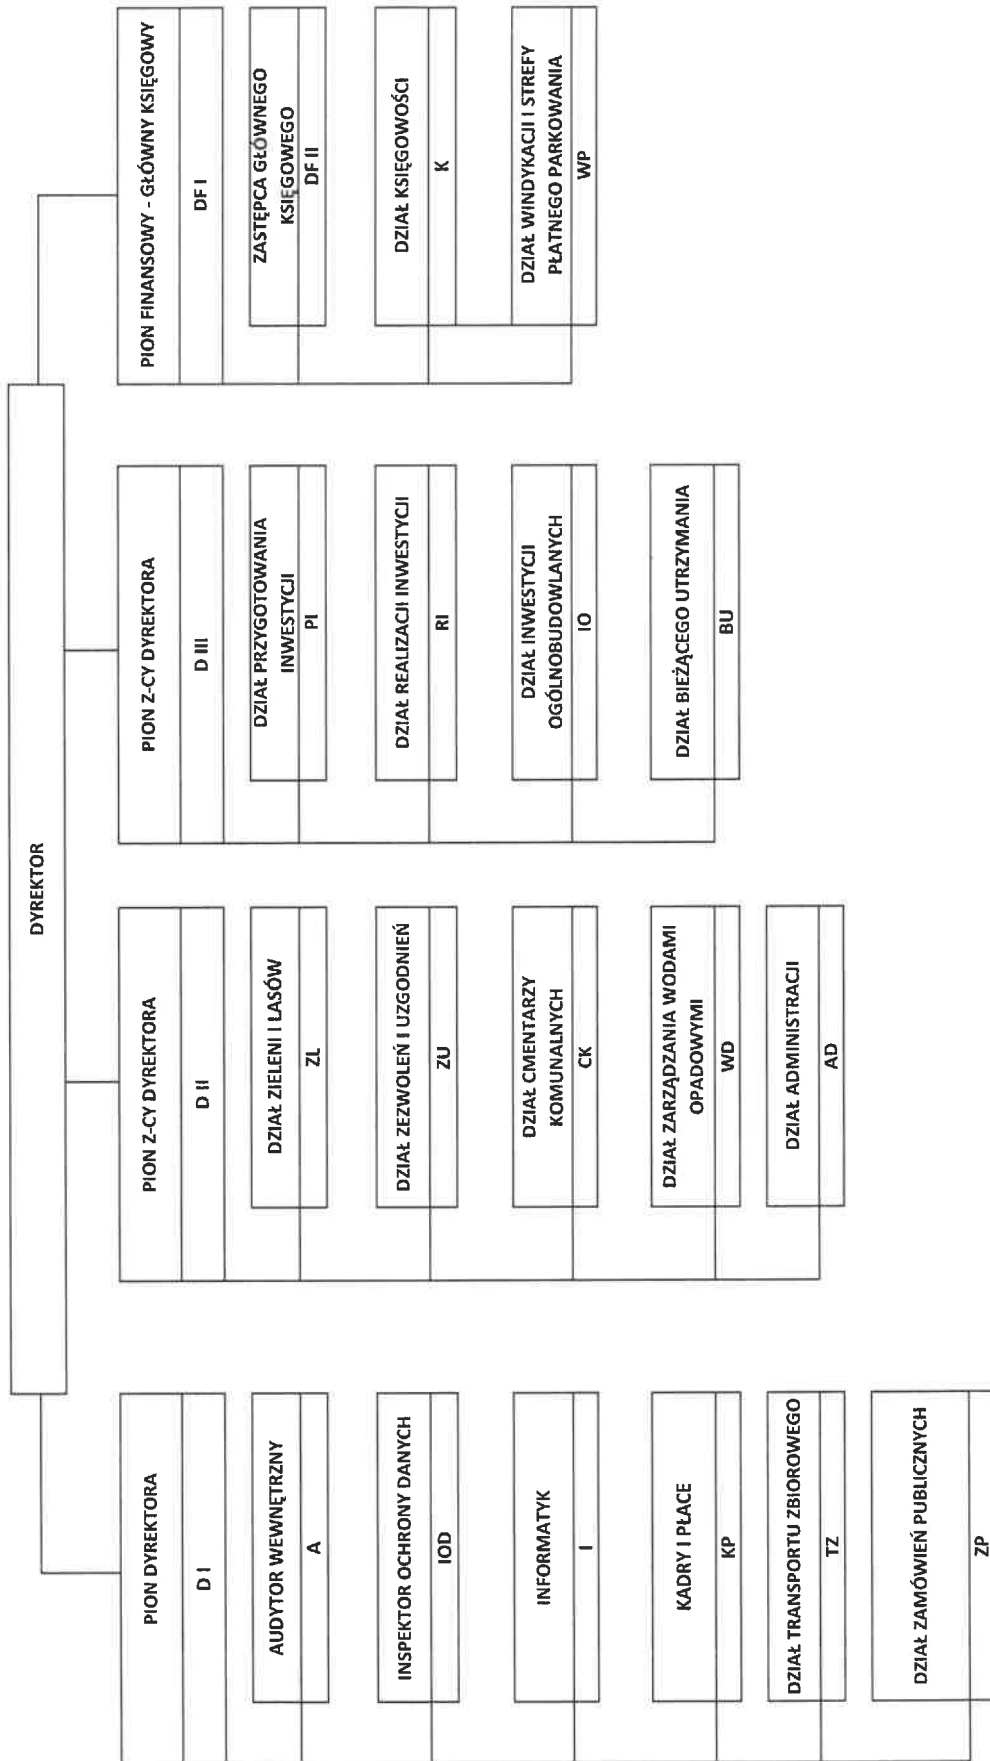 DYREKTOR
PION DYREKTORA
D I
AUDYTOR WEWNĘTRZNY
A
INSPEKTOR OCHRONY DANYCH
IOD
INFORMATYK
I
KADRY I PŁACE
KP
DZIAŁ TRANSPORTU ZBIOROWEGO
TZ
DZIAŁ ZAMÓWIEŃ PUBLICZNYCH
ZP
PION Z-CY DYREKTORA
D II
DZIAŁ ZIELENI I LASÓW
ZL
DZIAŁ ZEZWOLEŃ I UZGODNIEŃ
ZU
DZIAŁ CMENTARZY
KOMUNALNYCH
CK
DZIAŁ ZARZĄDZANIA WODAMI
OPADOWYMI
WD
DZIAŁ ADMINISTRACJI
AD
PION Z-CY DYREKTORA
D III
DZIAŁ PRZYGOTOWANIA
INWESTYCJI
PI
DZIAŁ REALIZACJI INWESTYCJI
RI
DZIAŁ INWESTYCJI
OGÓLNOBUDOWLANYCH
IO
DZIAŁ BIEŻĄCEGO UTRZYMANIA
BU
PION FINANSOWY - GŁÓWNY KSIĘGOWY
DF I
ZASTĘPCA GŁÓWNEGO
KSIĘGOWEGO
DF II
DZIAŁ KSIĘGOWOŚCI
K
DZIAŁ WINDYKACJI I STREFY
PŁATNEGO PARKOWANIA
WP